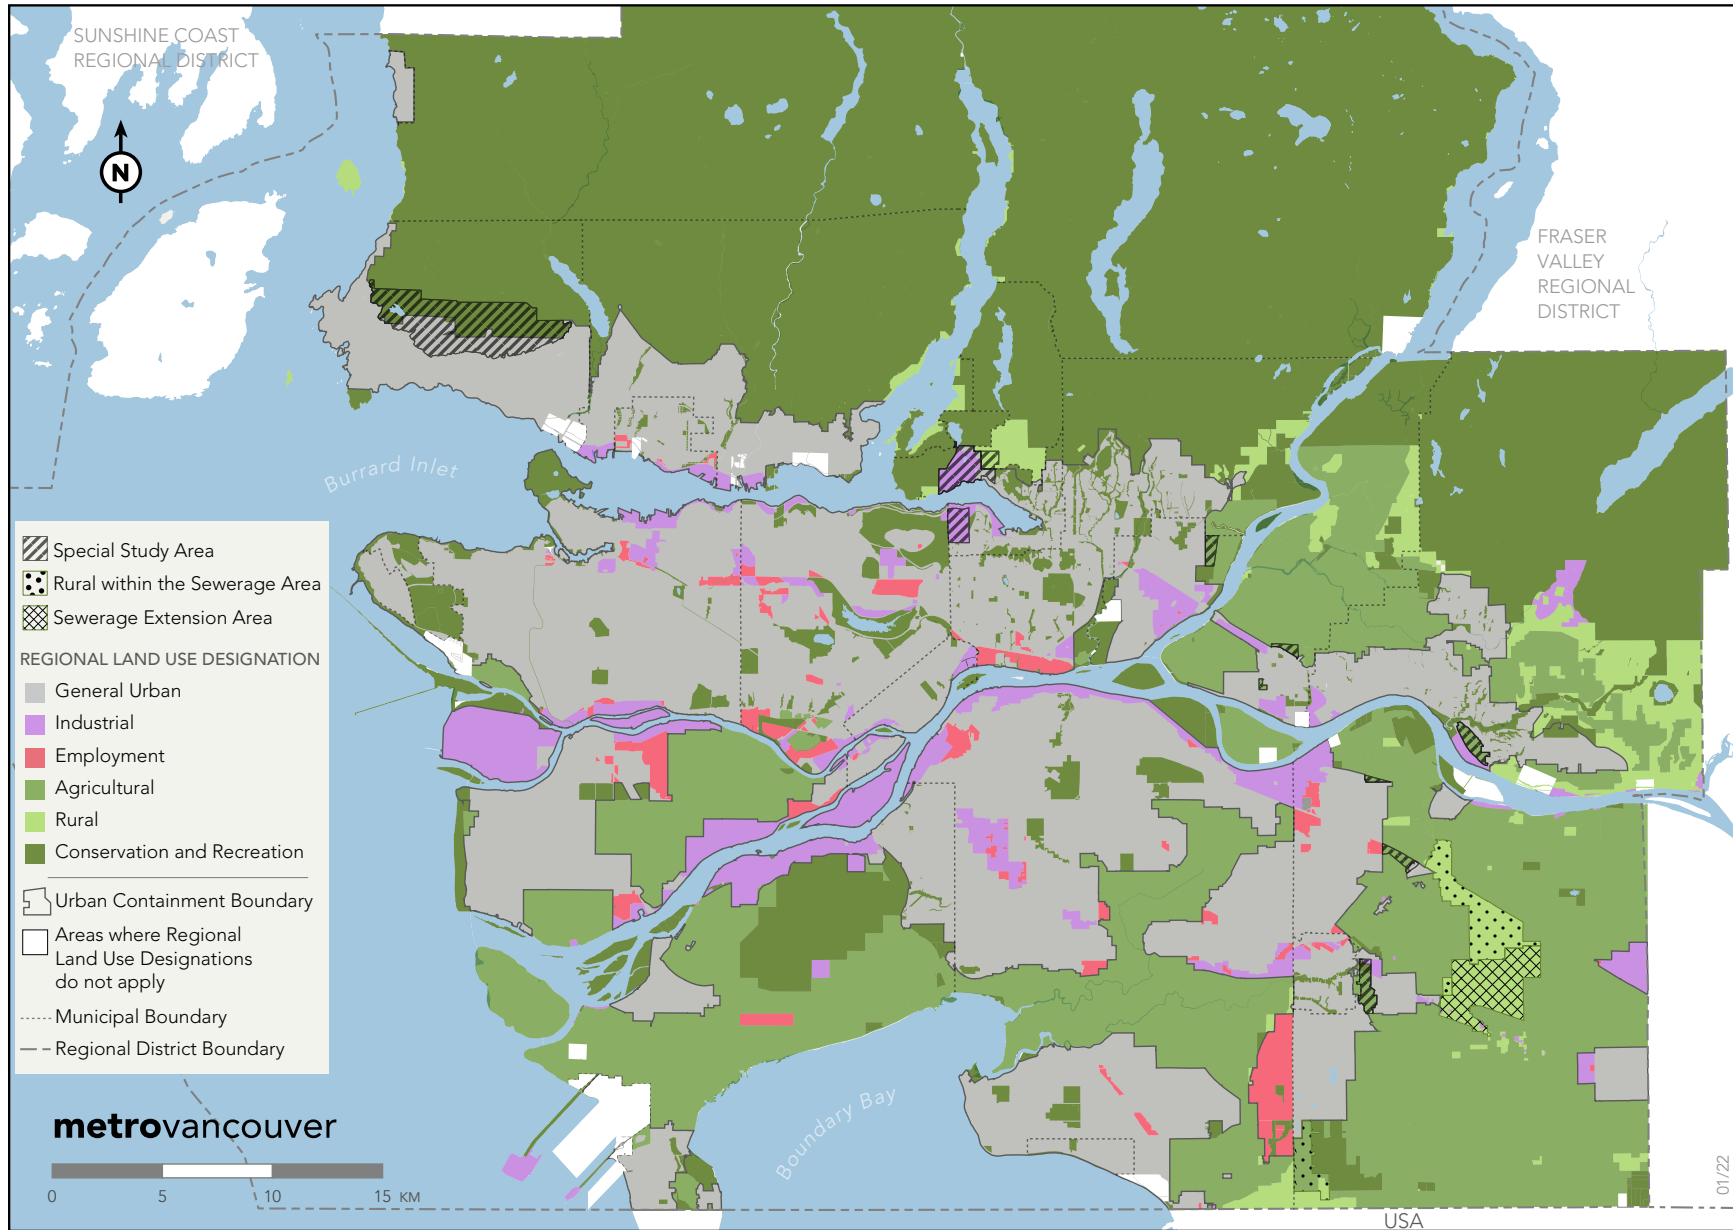 SUNSHINE COAST
REGIONAL DISTRICT
N
FRASER
VALLEY
REGIONAL
DISTRICT
Burrard Inlet
Special Study Area
Rural within the Sewerage Area
Sewerage Extension Area
REGIONAL LAND USE DESIGNATION
General Urban
Industrial
Employment
Agricultural
Rural
Conservation and Recreation
Urban Containment Boundary
Areas where Regional
Land Use Designations
do not apply
Municipal Boundary
Regional District Boundary
metrovancouver
0 5 10 15 KM
Boundary Bay
USA
01/22